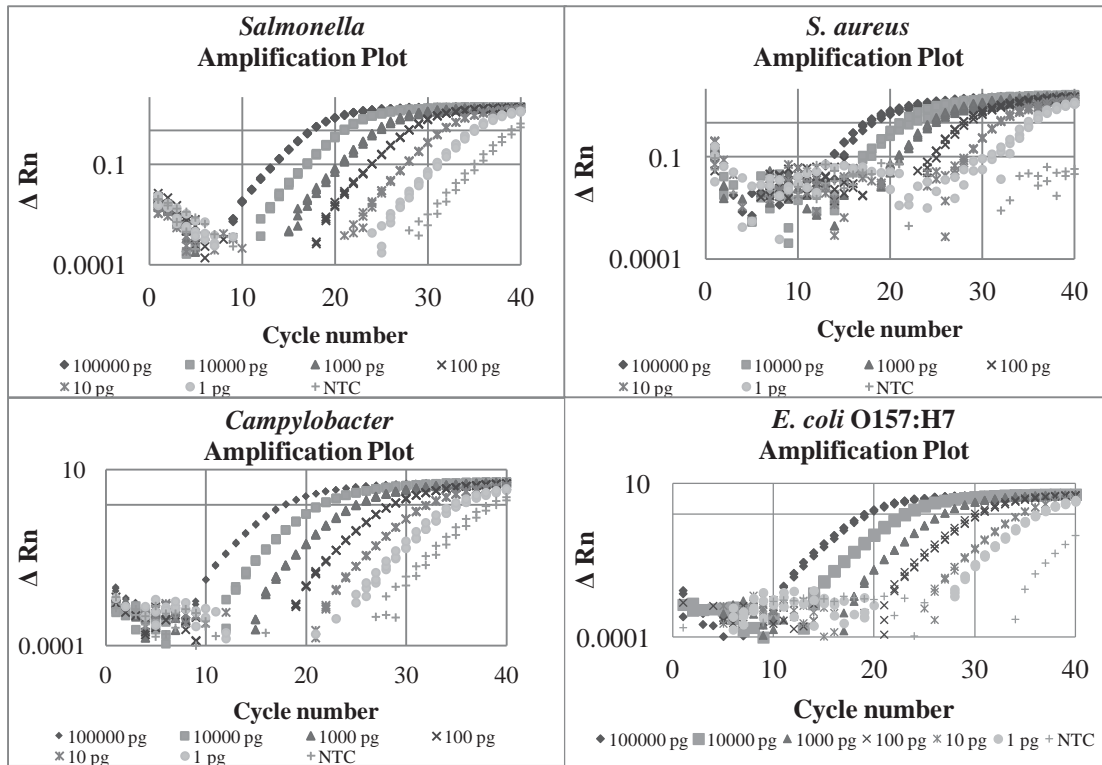 Salmonella
Amplification Plot
0.1
0.0001
Δ Rn
0 10 20 30 40
Cycle number
100000 pg 10000 pg 1000 pg 100 pg
10 pg 1 pg NTC
S. aureus
Amplification Plot
0.1
0.0001
Δ Rn
0 10 20 30 40
Cycle number
100000 pg 10000 pg 1000 pg 100 pg
10 pg 1 pg NTC
Campylobacter
Amplification Plot
10
0.0001
Δ Rn
0 10 20 30 40
Cycle number
100000 pg 10000 pg 1000 pg 100 pg
10 pg 1 pg NTC
E. coli O157:H7
Amplification Plot
10
0.0001
Δ Rn
0 10 20 30 40
Cycle number
100000 pg 10000 pg 1000 pg 100 pg 10 pg 1 pg NTC